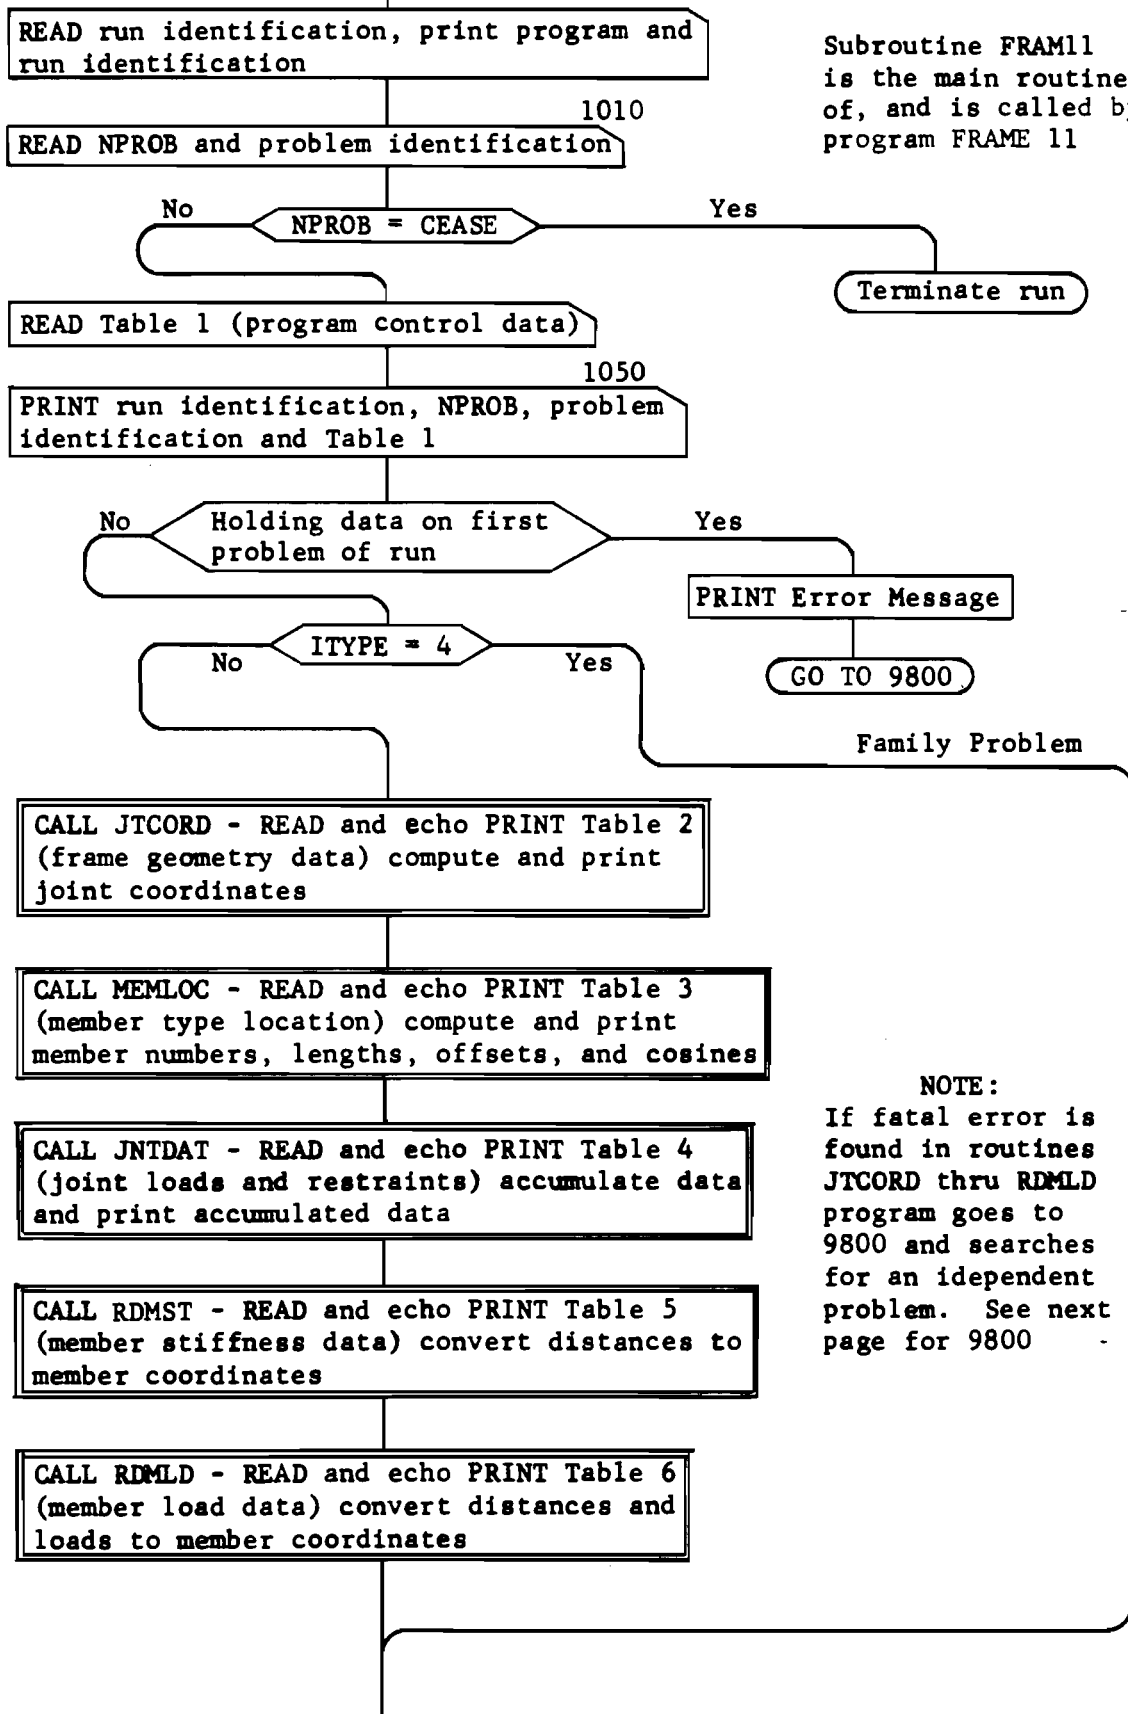 READ run identification, print program and
run identification
Subroutine FRAM11
is the main routine
of, and is called by
program FRAME 11
1010
READ NPROB and problem identification
No
NPROB = CEASE
Yes
Terminate run
READ Table 1 (program control data)
1050
PRINT run identification, NPROB, problem
identification and Table 1
No
Holding data on first
problem of run
Yes
PRINT Error Message
GO TO 9800
No
ITYPE = 4
Yes
Family Problem
CALL JTCORD - READ and echo PRINT Table 2
(frame geometry data) compute and print
joint coordinates
CALL MEMLOC - READ and echo PRINT Table 3
(member type location) compute and print
member numbers, lengths, offsets, and cosines
CALL JNTDAT - READ and echo PRINT Table 4
(joint loads and restraints) accumulate data
and print accumulated data
CALL RDMST - READ and echo PRINT Table 5
(member stiffness data) convert distances to
member coordinates
CALL RDMLD - READ and echo PRINT Table 6
(member load data) convert distances and
loads to member coordinates
NOTE:
If fatal error is
found in routines
JTCORD thru RDMLD
program goes to
9800 and searches
for an idependent
problem. See next
page for 9800